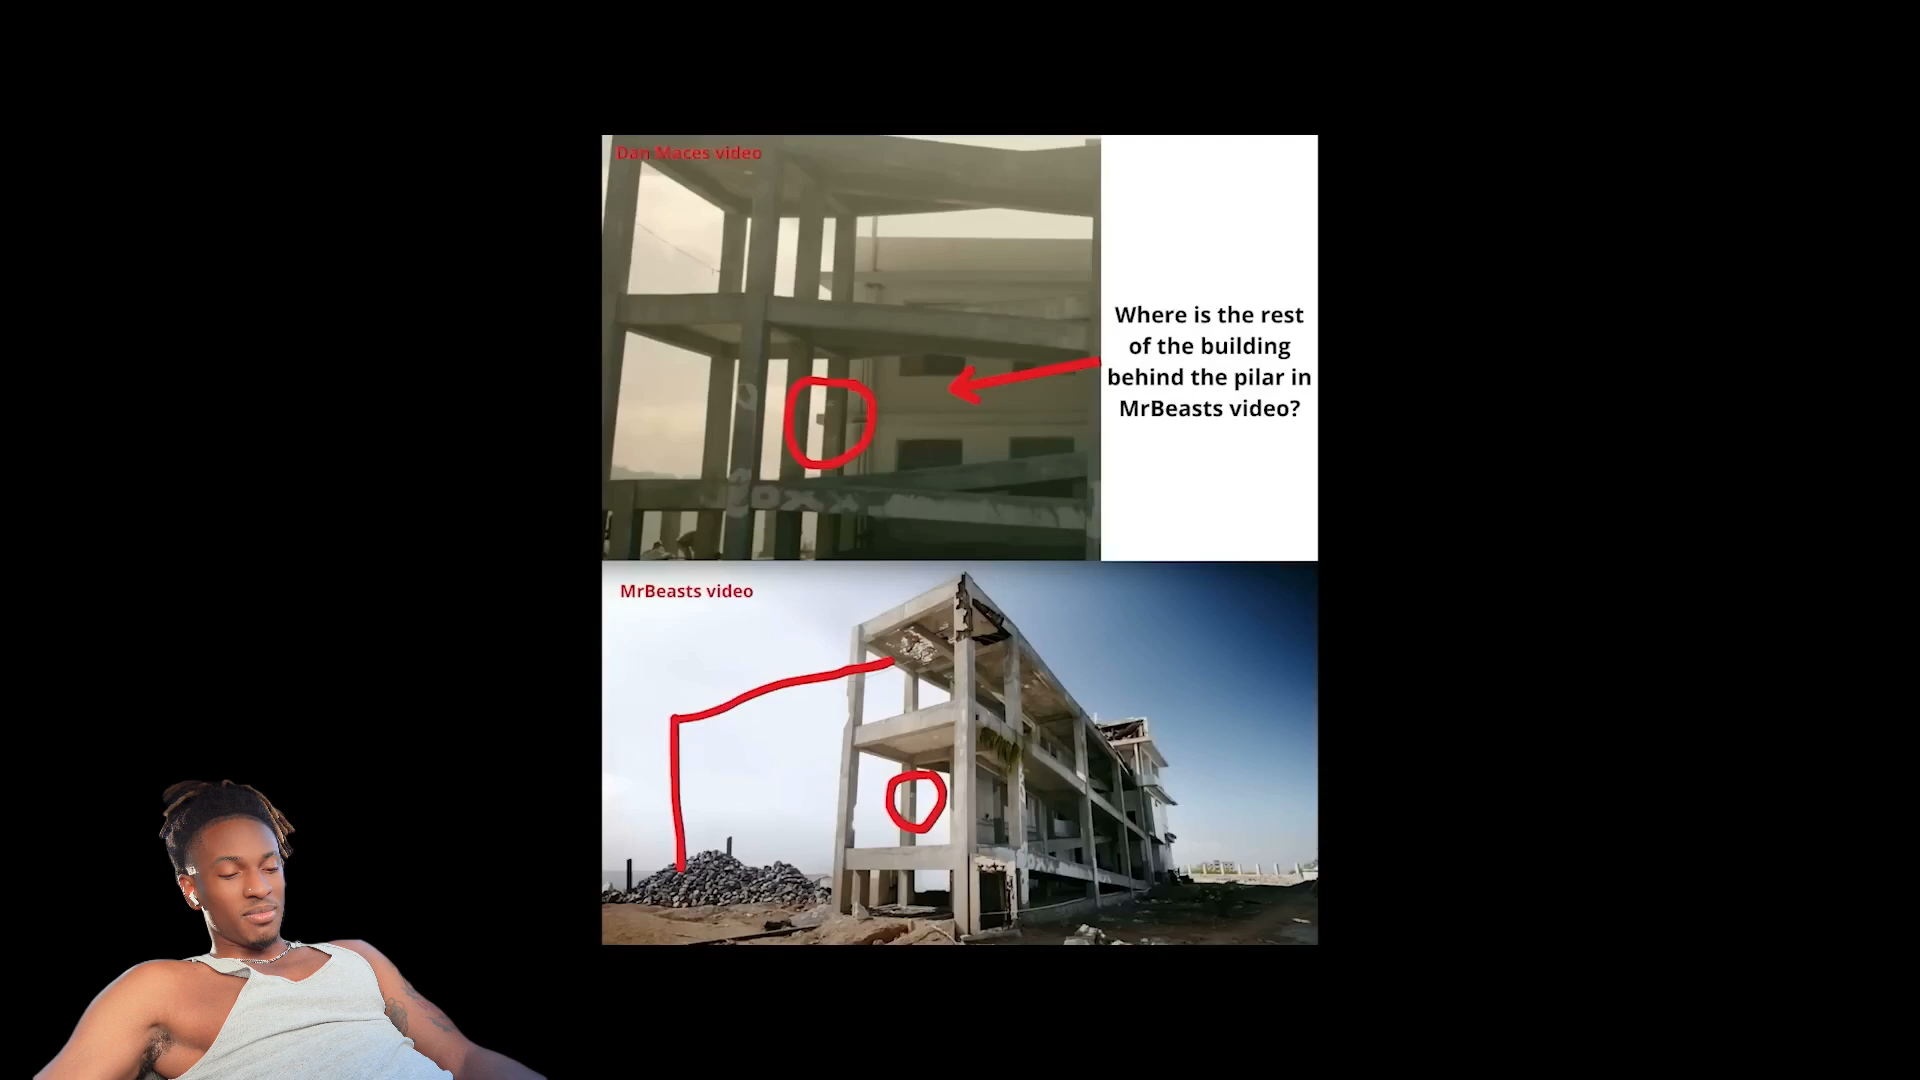 Dan Maces video
Where is the rest
of the building
behind the pilar in
MrBeasts video?
MrBeasts video